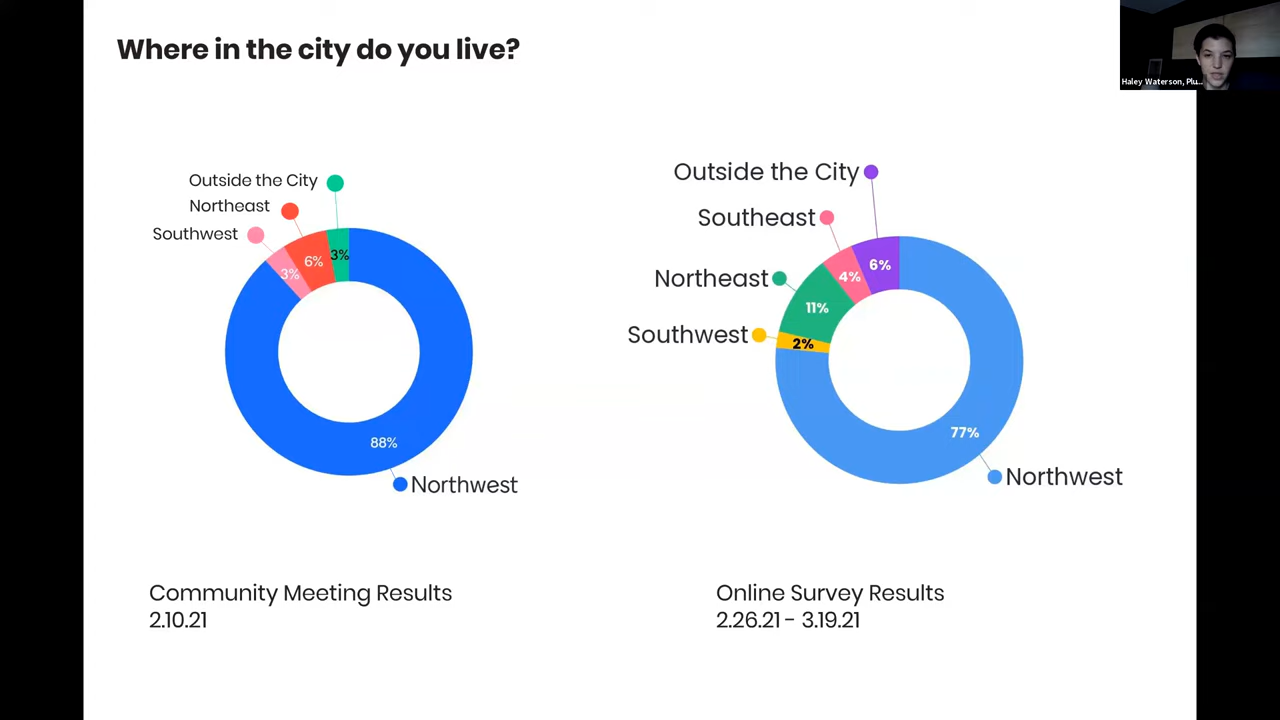 Where in the city do you live?
Haley Waterson, Plu...
Outside the City
Northeast
Southwest
3%
6%
3%
88%
Northwest
Community Meeting Results
2.10.21
Outside the City
Southeast
Northeast
Southwest
6%
4%
11%
2%
77%
Northwest
Online Survey Results
2.26.21 - 3.19.21